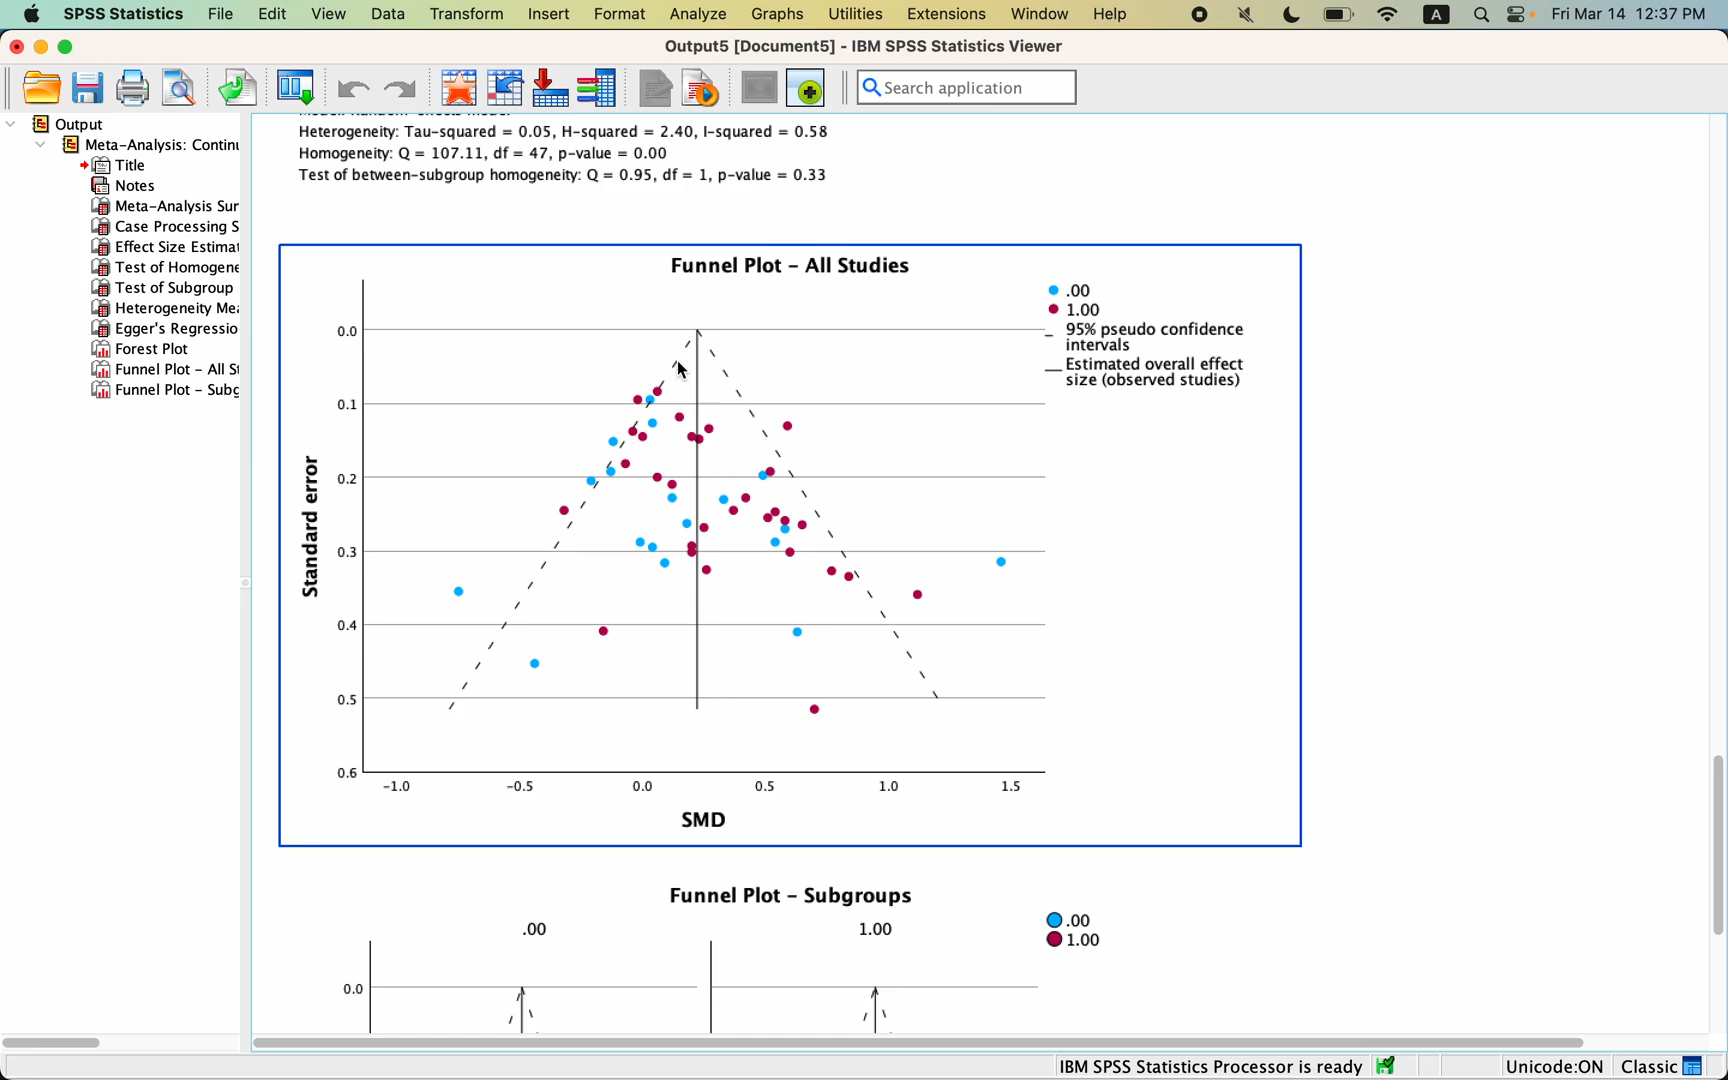 SPSS Statistics File Edit View Data Transform Insert Format Analyze Graphs Utilities Extensions Window Help A Fri Mar 14 12:37 PM
Output5 [Document5] - IBM SPSS Statistics Viewer
Search application
Output
Meta-Analysis: Continu
Title
Notes
Meta-Analysis Sur
Case Processing S
Effect Size Estimat
Test of Homogene
Test of Subgroup
Heterogeneity Mea
Egger's Regressio
Forest Plot
Funnel Plot - All St
Funnel Plot - Subg
Model: Random-effects model
Heterogeneity: Tau-squared = 0.05, H-squared = 2.40, I-squared = 0.58
Homogeneity: Q = 107.11, df = 47, p-value = 0.00
Test of between-subgroup homogeneity: Q = 0.95, df = 1, p-value = 0.33
Funnel Plot - All Studies
.00
1.00
95% pseudo confidence
intervals
Estimated overall effect
size (observed studies)
Standard error
0.0
0.1
0.2
0.3
0.4
0.5
0.6
-1.0 -0.5 0.0 0.5 1.0 1.5
SMD
Funnel Plot - Subgroups
.00 1.00
.00
1.00
0.0
IBM SPSS Statistics Processor is ready Unicode:ON Classic